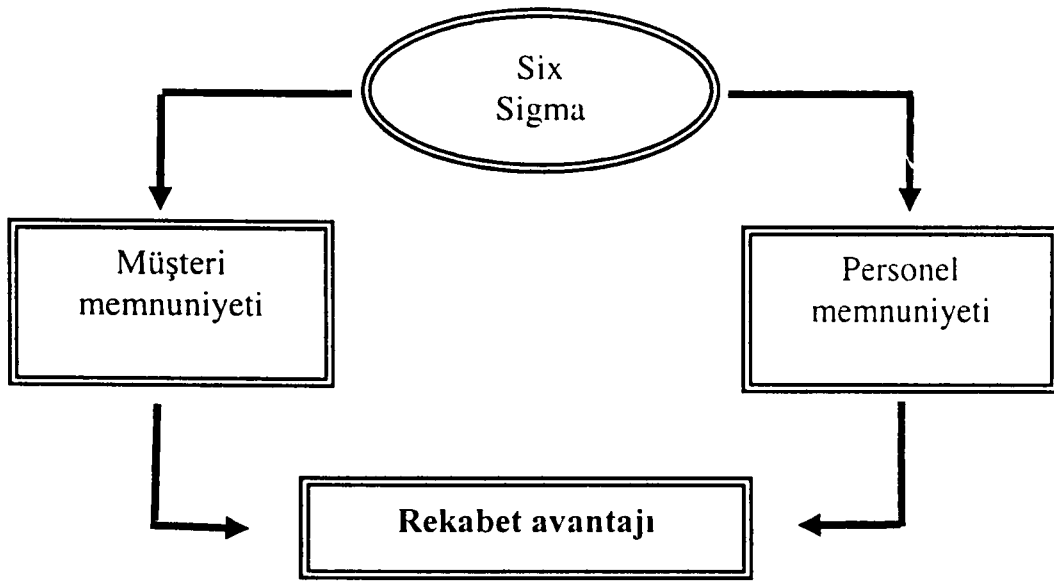 Six
Sigma
Müşteri
memnuniyeti
Personel
memnuniyeti
Rekabet avantajı